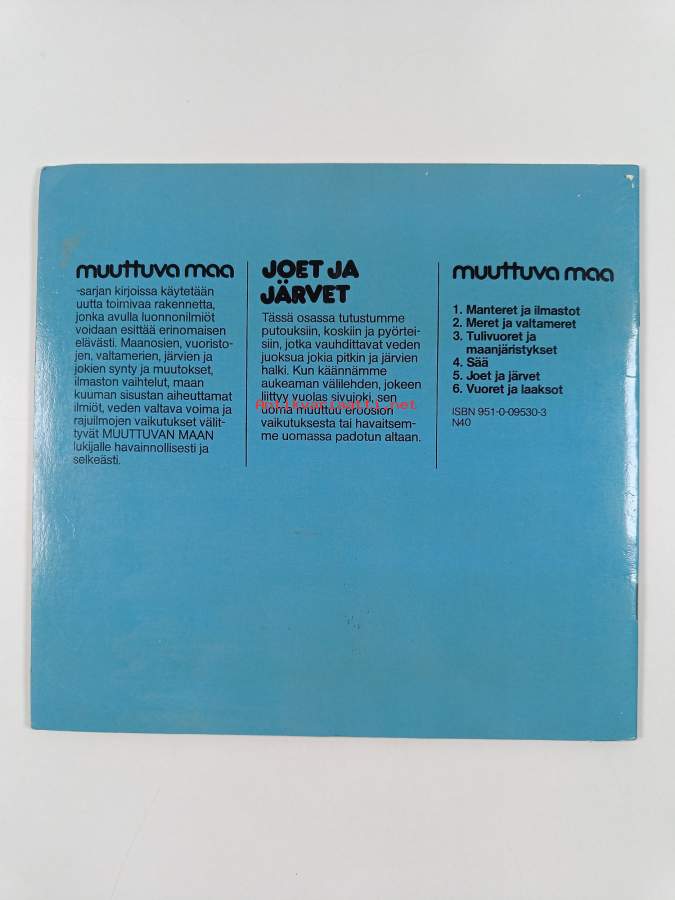 muuttuva maa
-sarjan kirjoissa käytetään
uutta toimivaa rakennetta,
jonka avulla luonnonilmiöt
voidaan esittää erinomaisen
elävästi. Maanosien, vuoristo-
jen, valtamerien, järvien ja
jokien synty ja muutokset,
ilmaston vaihtelut, maan
kuuman sisustan aiheuttamat
ilmiöt, veden valtava voima ja
rajuilmojen vaikutukset välit-
tyvät MUUTTUVAN MAAN
lukijalle havainnollisesti ja
selkeästi.
JOET JA
JÄRVET
Tässä osassa tutustumme
putouksiin, koskiin ja pyörtei-
siin, jotka vauhdittavat veden
juoksua jokia pitkin ja järvien
halki. Kun käännämme
aukeaman välilehden, jokeen
liittyy vuolas sivujoki, sen
uoma muuttuu eroosion
vaikutuksesta tai havaitsem-
me uomassa padotun altaan.
Antikvariaatti.net
muuttuva maa
1. Manteret ja ilmastot
2. Meret ja valtameret
3. Tulivuoret ja
maanjäristykset
4. Sää
5. Joet ja järvet
6. Vuoret ja laaksot
ISBN 951-0-09530-3
N40